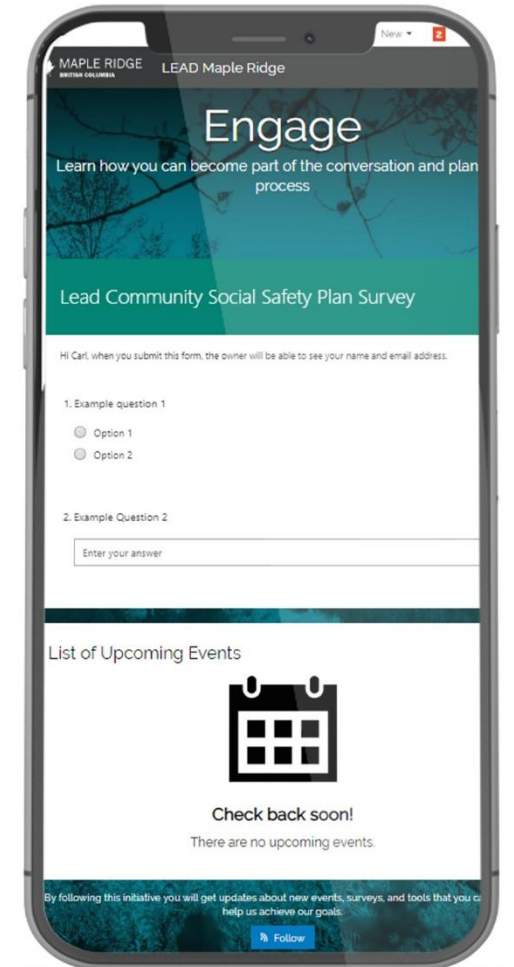 New
2
MAPLE RIDGE
BRITISH COLUMBIA
LEAD Maple Ridge
Engage
Learn how you can become part of the conversation and plan
process
Lead Community Social Safety Plan Survey
Hi Carl, when you submit this form, the owner will be able to see your name and email address.
1. Example question 1
Option 1
Option 2
2. Example Question 2
Enter your answer
List of Upcoming Events
Check back soon!
There are no upcoming events.
By following this initiative you will get updates about new events, surveys, and tools that you ca
help us achieve our goals.
Follow